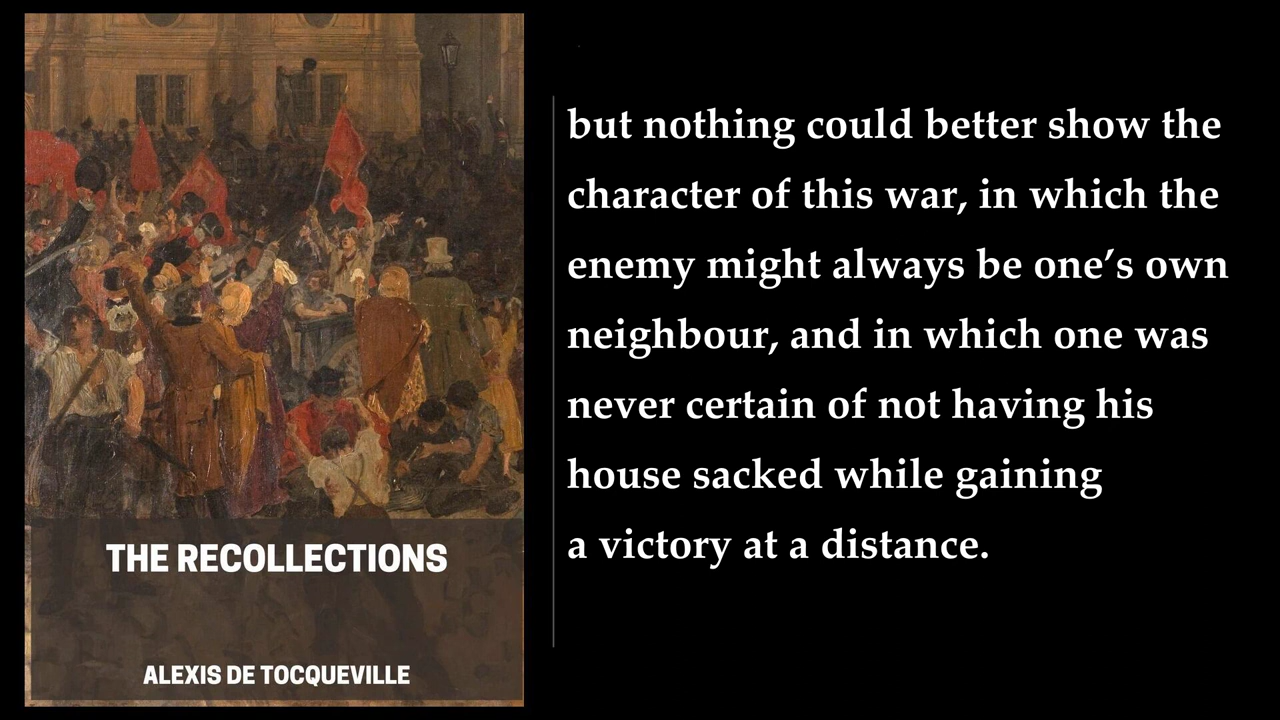 THE RECOLLECTIONS
ALEXIS DE TOCQUEVILLE
but nothing could better show the
character of this war, in which the
enemy might always be one’s own
neighbour, and in which one was
never certain of not having his
house sacked while gaining
a victory at a distance.